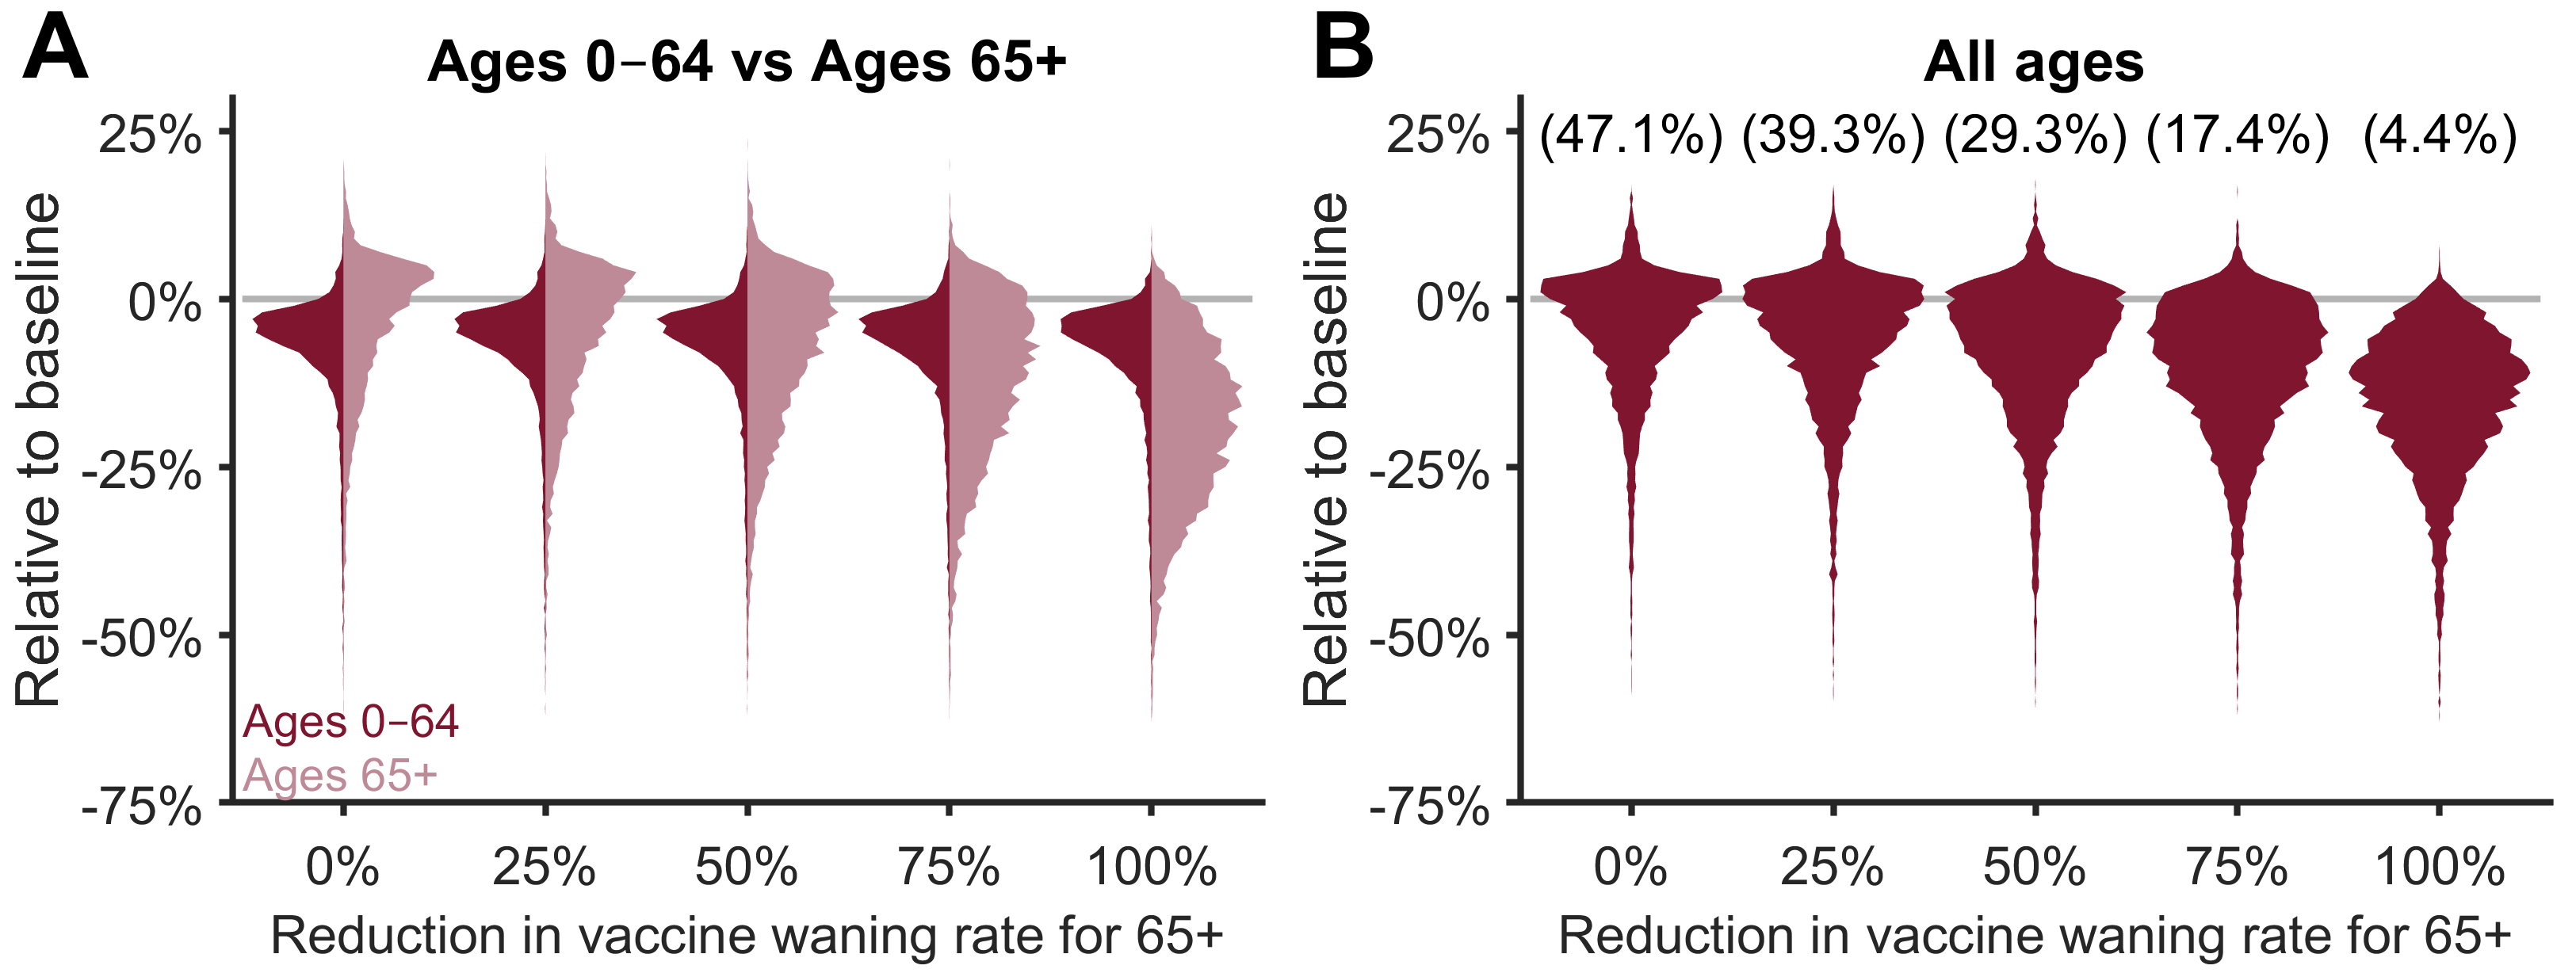 A
Ages 0–64 vs Ages 65+
Relative to baseline
25%
0%
-25%
-50%
-75%
Ages 0–64
Ages 65+
0% 25% 50% 75% 100%
Reduction in vaccine waning rate for 65+
B
All ages
(47.1%) (39.3%) (29.3%) (17.4%) (4.4%)
Relative to baseline
25%
0%
-25%
-50%
-75%
0% 25% 50% 75% 100%
Reduction in vaccine waning rate for 65+